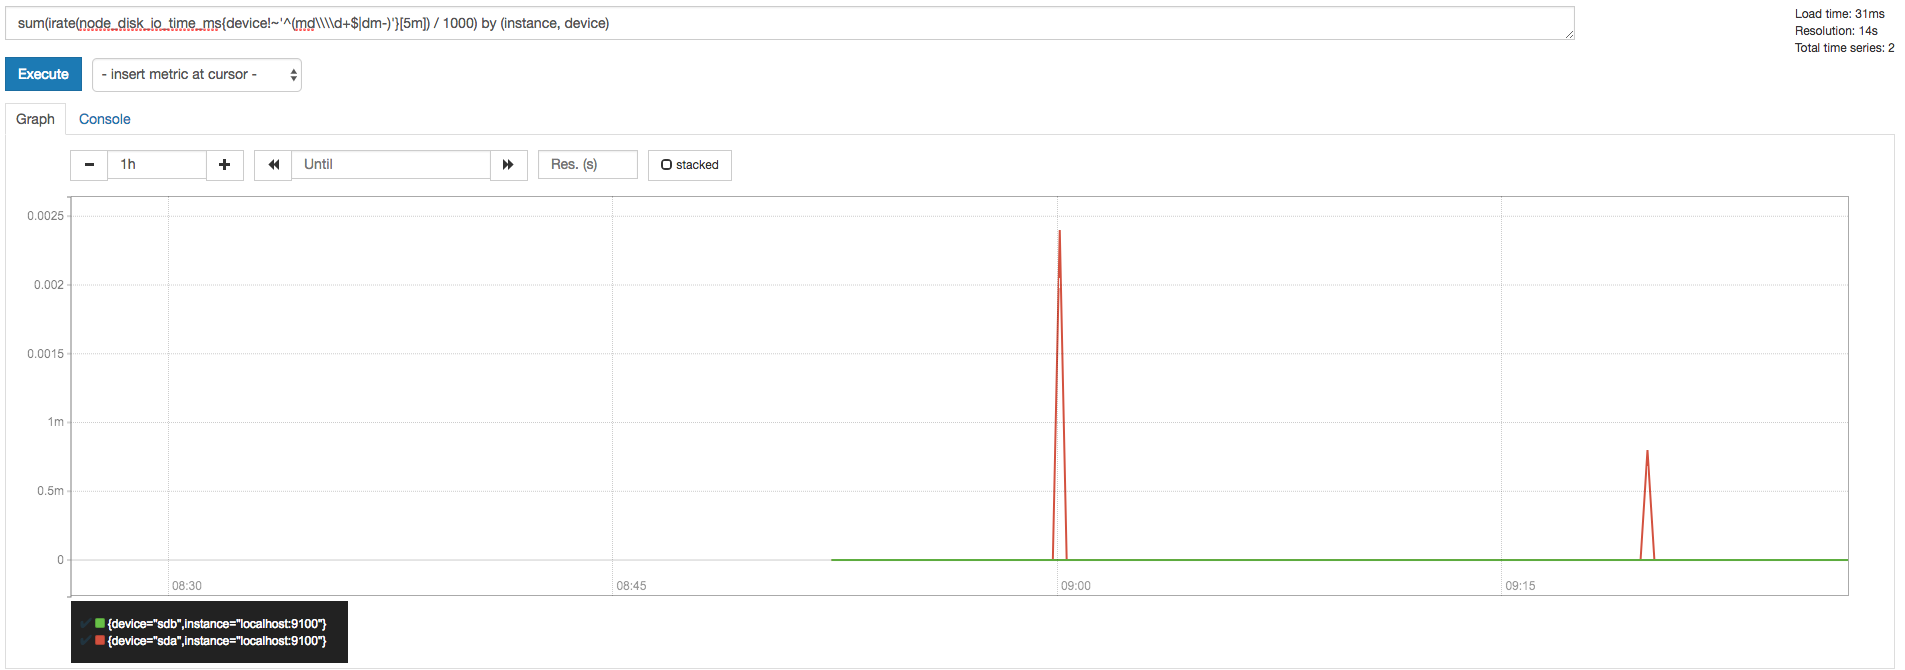 sum(irate(node_disk_io_time_ms{device!~'^(md\\\\d+$|dm-)'}[5m]) / 1000) by (instance, device)
Load time: 31ms
Resolution: 14s
Total time series: 2
Execute
- insert metric at cursor -
Graph
Console
1h
Until
Res. (s)
stacked
0.0025
0.002
0.0015
1m
0.5m
0
08:30
08:45
09:00
09:15
{device="sdb",instance="localhost:9100"}
{device="sda",instance="localhost:9100"}